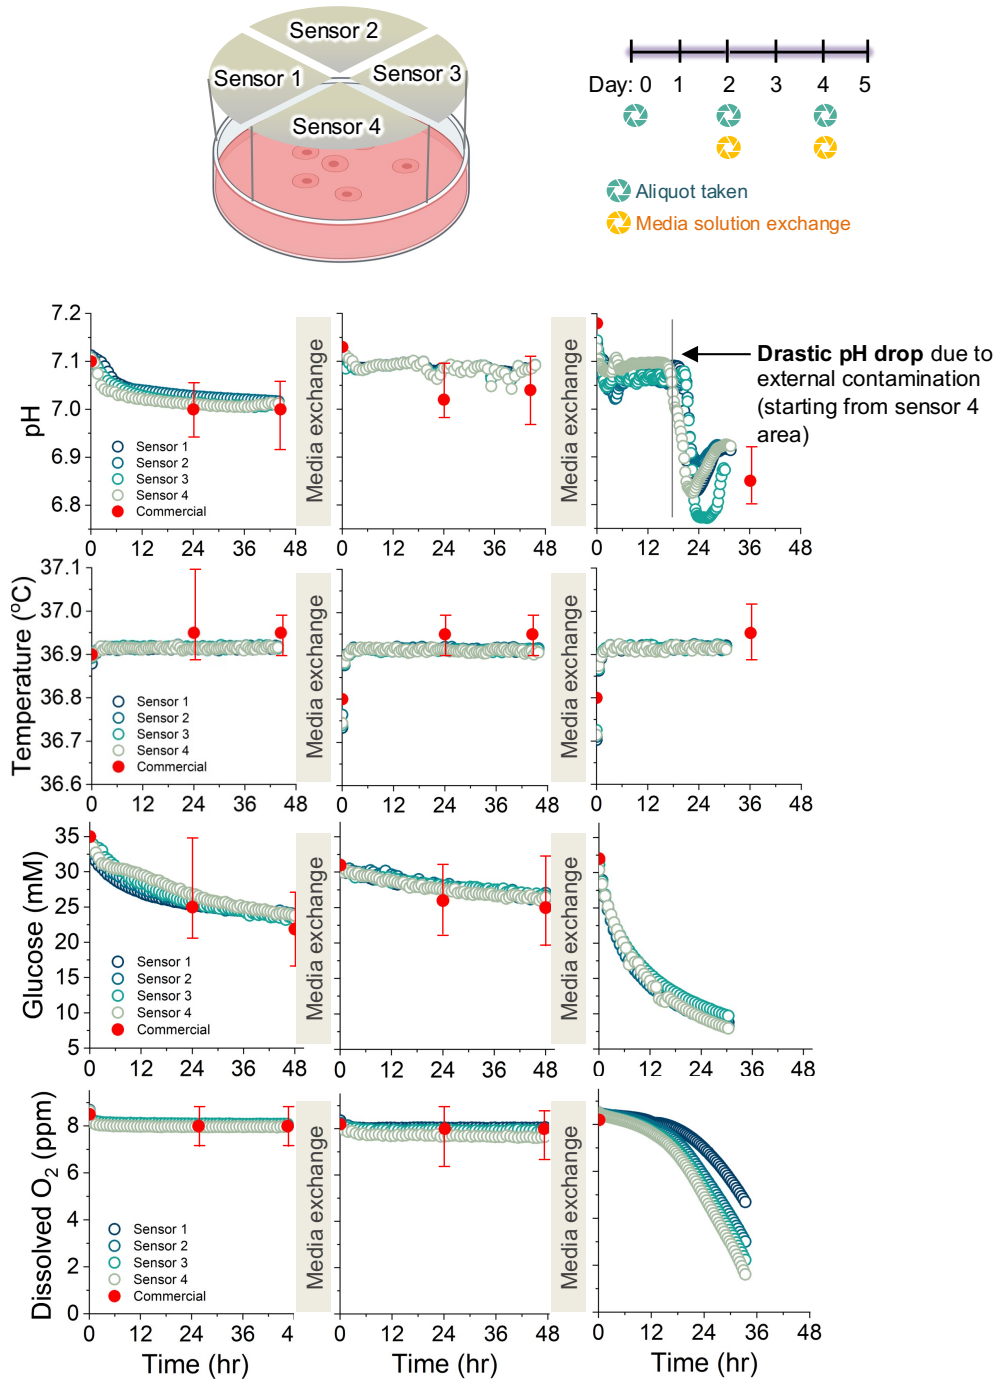 Sensor 2
Sensor 1
Sensor 3
Sensor 4
Day: 0 1 2 3 4 5
Aliquot taken
Media solution exchange
pH
7.2
7.1
7.0
6.9
6.8
Sensor 1
Sensor 2
Sensor 3
Sensor 4
Commercial
0 12 24 36 48
Media exchange
0 12 24 36 48
Media exchange
0 12 24 36 48
Drastic pH drop due to
external contamination
(starting from sensor 4
area)
Temperature (°C)
37.1
37.0
36.9
36.8
36.7
36.6
Sensor 1
Sensor 2
Sensor 3
Sensor 4
Commercial
0 12 24 36 48
Media exchange
0 12 24 36 48
Media exchange
0 12 24 36 48
Glucose (mM)
35
30
25
20
15
10
5
Sensor 1
Sensor 2
Sensor 3
Sensor 4
Commercial
0 12 24 36 48
Media exchange
0 12 24 36 48
Media exchange
0 12 24 36 48
Dissolved O2 (ppm)
8
6
4
2
0
Sensor 1
Sensor 2
Sensor 3
Sensor 4
Commercial
0 12 24 36 4
Media exchange
0 12 24 36 48
Media exchange
0 12 24 36 48
Time (hr)
Time (hr)
Time (hr)